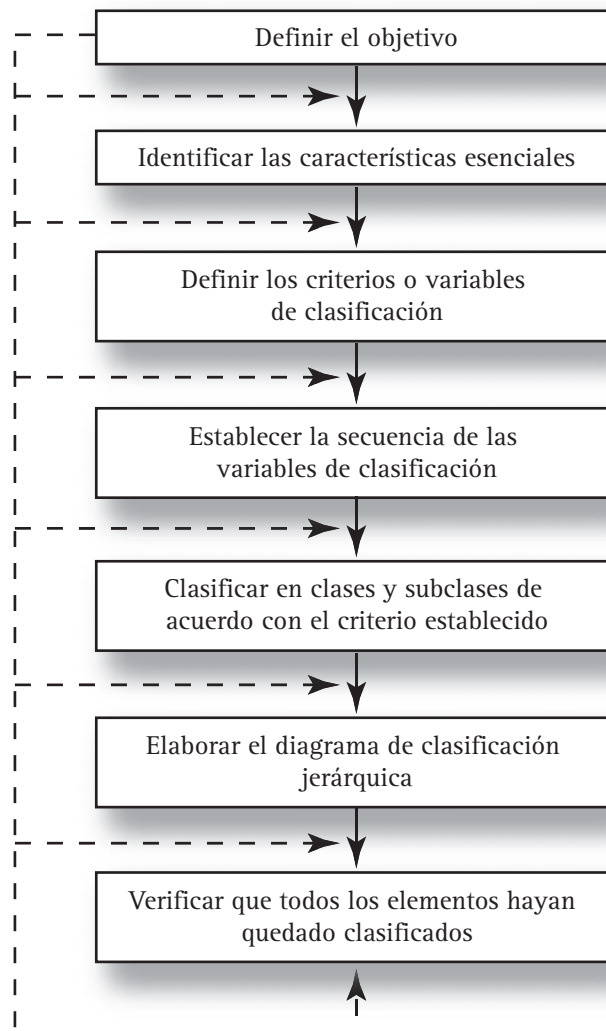 Definir el objetivo
Identificar las características esenciales
Definir los criterios o variables
de clasificación
Establecer la secuencia de las
variables de clasificación
Clasificar en clases y subclases de
acuerdo con el criterio establecido
Elaborar el diagrama de clasificación
jerárquica
Verificar que todos los elementos hayan
quedado clasificados